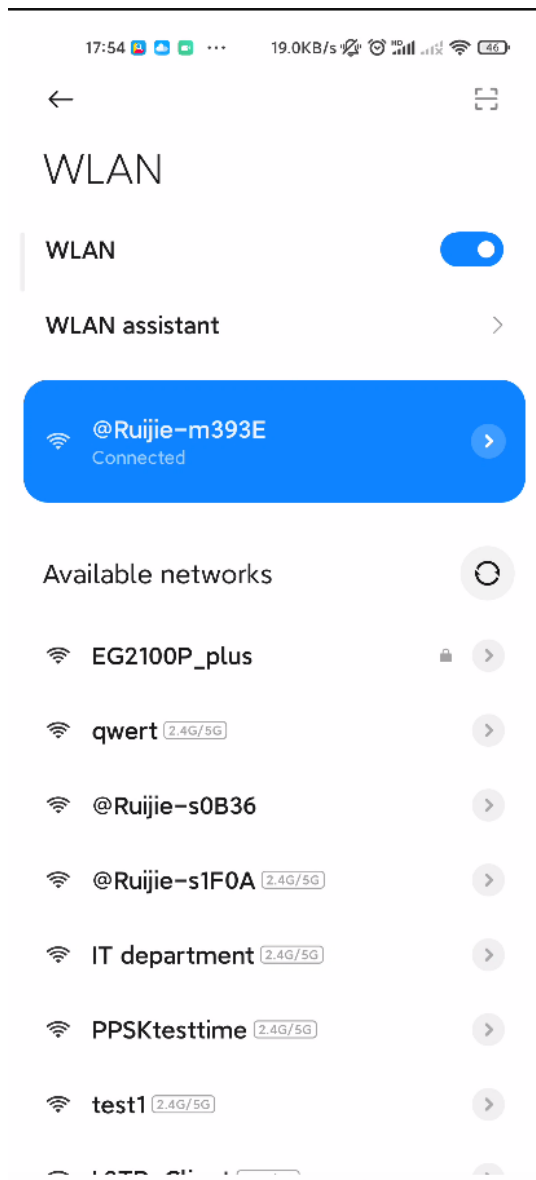 17:54 ... 19.0KB/s HD 46
WLAN
WLAN
WLAN assistant
@Ruijie-m393E
Connected
Available networks
EG2100P_plus
qwert 2.4G/5G
@Ruijie-s0B36
@Ruijie-s1F0A 2.4G/5G
IT department 2.4G/5G
PPSKtesttime 2.4G/5G
test1 2.4G/5G